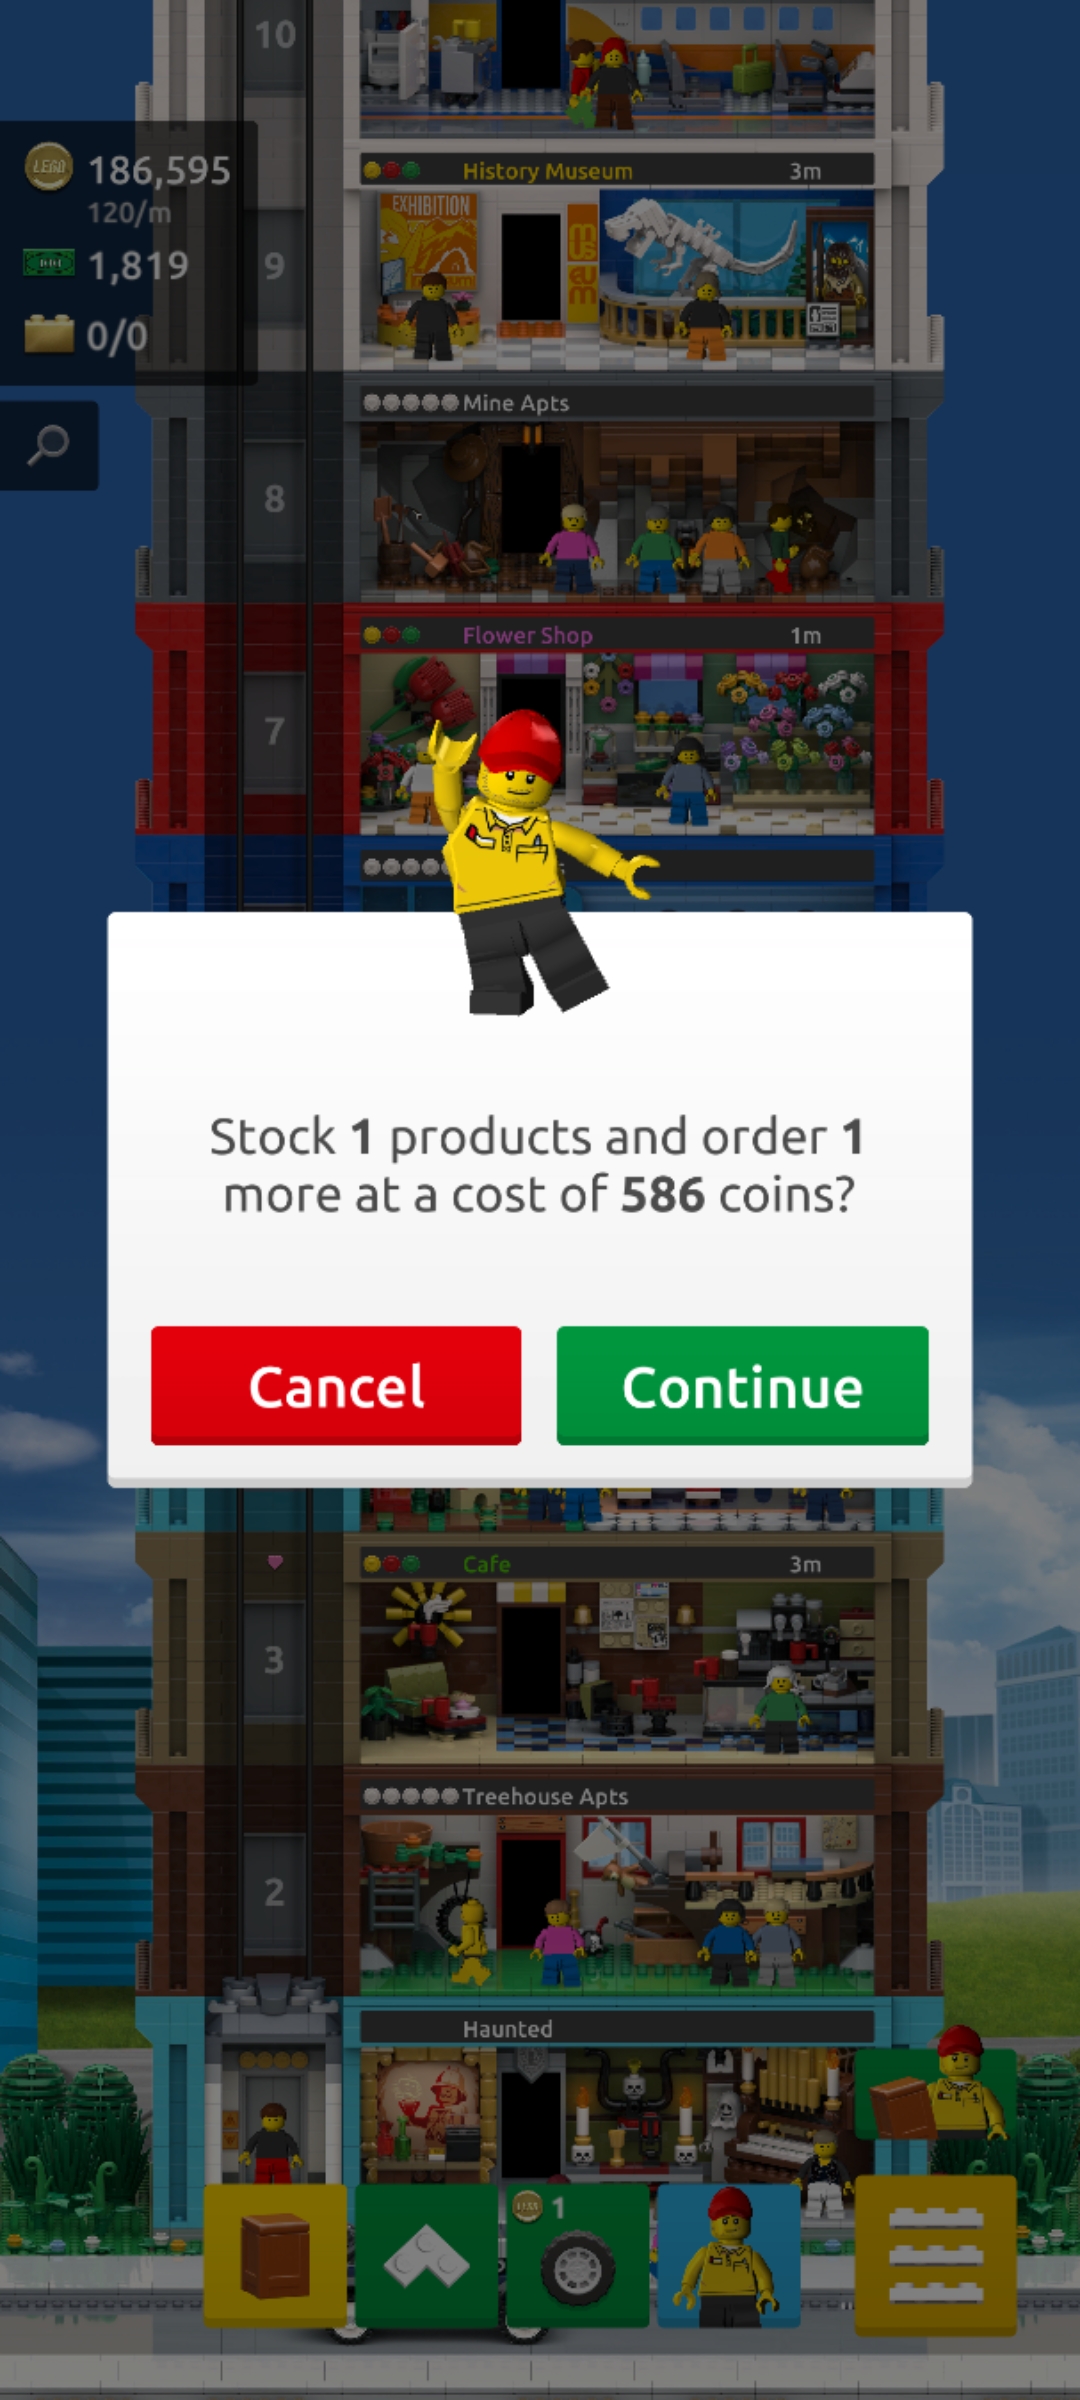 10
LEGO 186,595
120/m
1,819
0/0
History Museum 3m
EXHIBITION
9
Mine Apts
8
Flower Shop 1m
7
Stock 1 products and order 1
more at a cost of 586 coins?
Cancel Continue
Cafe 3m
3
Treehouse Apts
2
Haunted
1